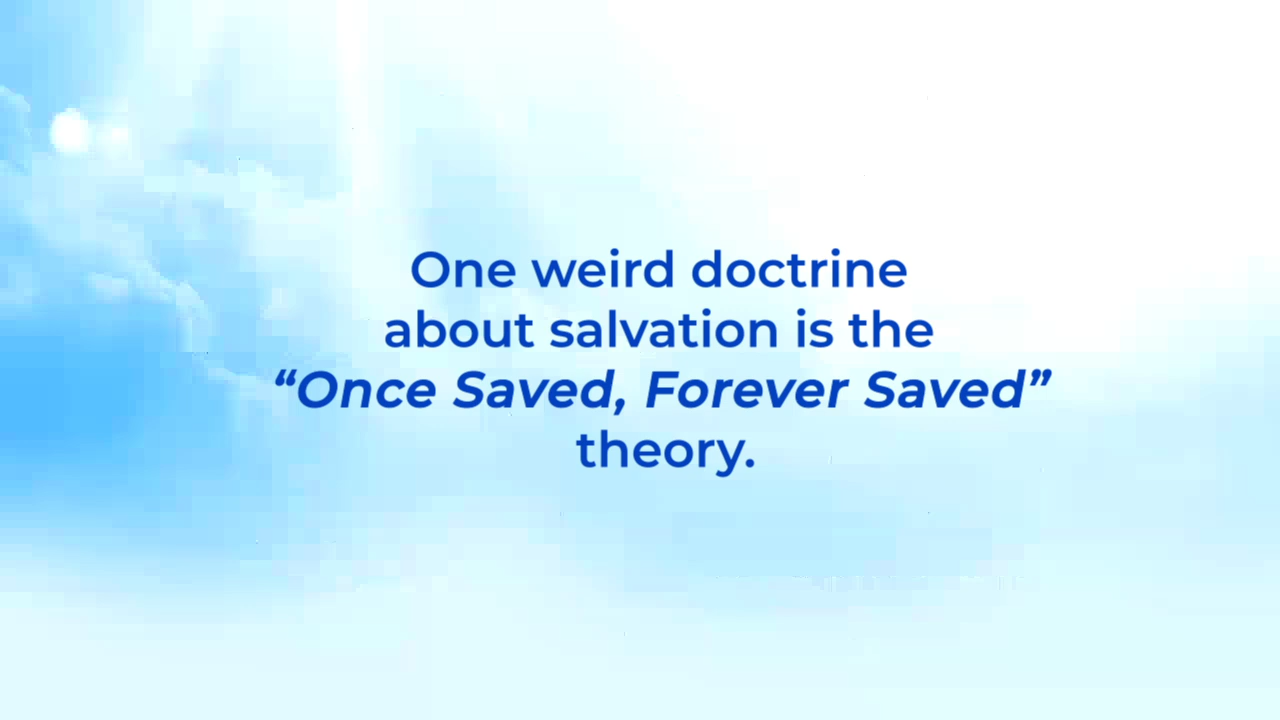 One weird doctrine
about salvation is the
“Once Saved, Forever Saved”
theory.